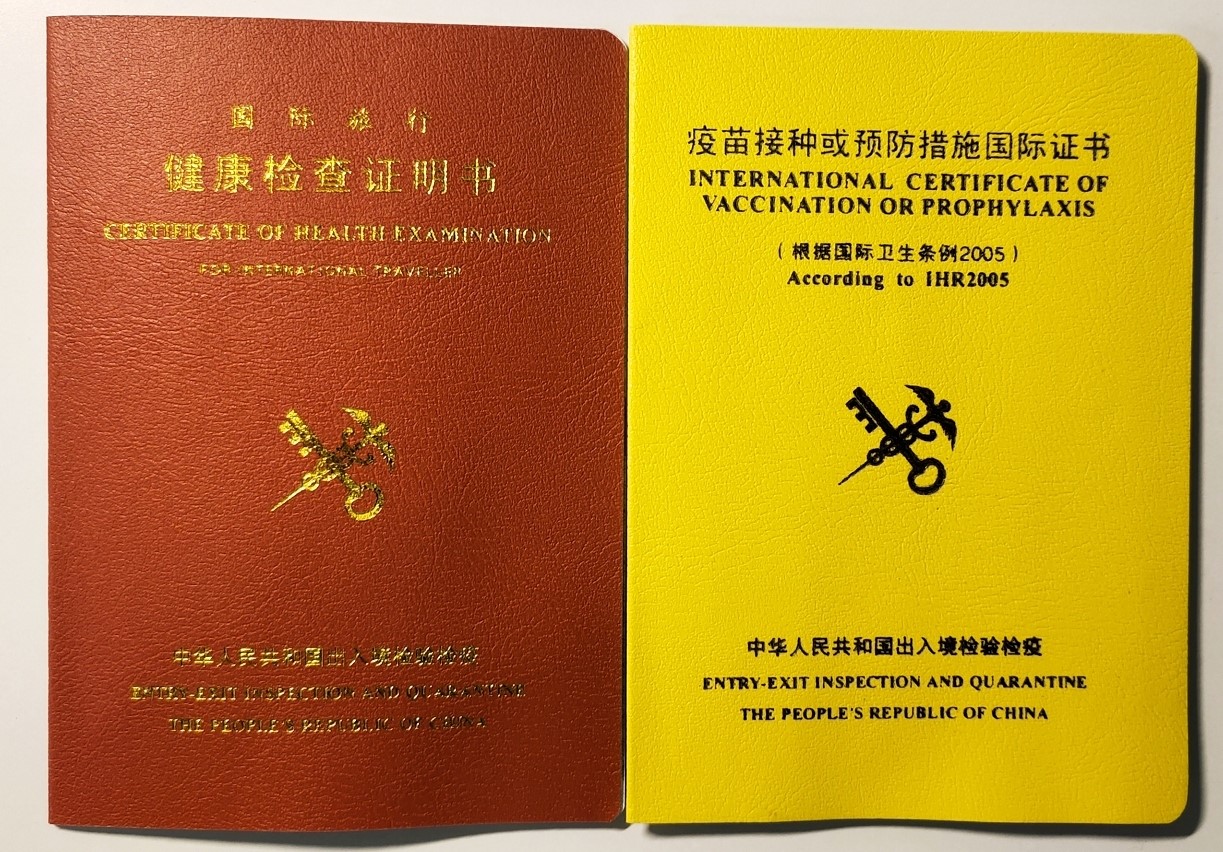 国际旅行
健康检查证明书
CERTIFICATE OF HEALTH EXAMINATION
FOR INTERNATIONAL TRAVELLER
中华人民共和国出入境检验检疫
ENTRY-EXIT INSPECTION AND QUARANTINE
THE PEOPLE'S REPUBLIC OF CHINA
疫苗接种或预防措施国际证书
INTERNATIONAL CERTIFICATE OF
VACCINATION OR PROPHYLAXIS
（根据国际卫生条例2005）
According to IHR2005
中华人民共和国出入境检验检疫
ENTRY-EXIT INSPECTION AND QUARANTINE
THE PEOPLE'S REPUBLIC OF CHINA